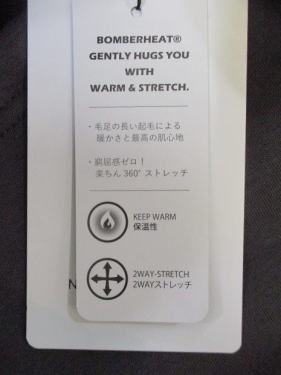 BOMBERHEAT®
GENTLY HUGS YOU
WITH
WARM & STRETCH.
・毛足の長い起毛による
暖かさと最高の肌心地
・窮屈感ゼロ！
楽ちん 360° ストレッチ
KEEP WARM
保温性
2WAY-STRETCH
2WAYストレッチ
N